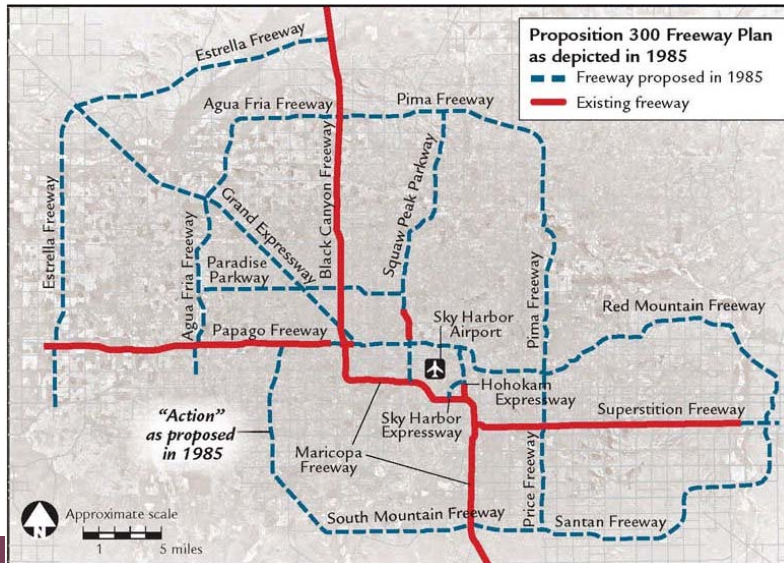 Proposition 300 Freeway Plan
as depicted in 1985
Freeway proposed in 1985
Existing freeway
Estrella Freeway
Agua Fria Freeway
Pima Freeway
Black Canyon Freeway
Squaw Peak Parkway
Grand Expressway
Estrella Freeway
Agua Fria Freeway
Paradise
Parkway
Pima Freeway
Red Mountain Freeway
Sky Harbor
Airport
Papago Freeway
Hohokam
Expressway
Superstition Freeway
Sky Harbor
Expressway
"Action"
as proposed
in 1985
Maricopa
Freeway
Price Freeway
South Mountain Freeway
Santan Freeway
N
Approximate scale
1 5 miles